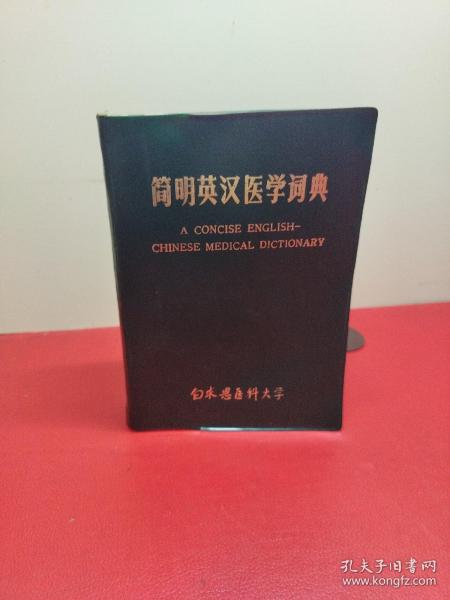 简明英汉医学词典
A CONCISE ENGLISH-
CHINESE MEDICAL DICTIONARY
白求恩医科大学
孔夫子旧书网
www.kongfz.com